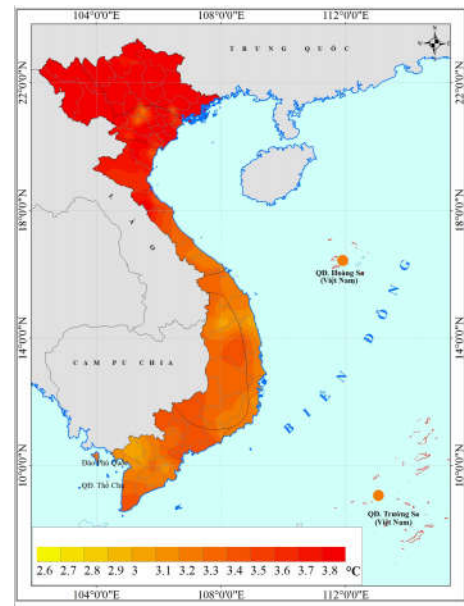 104°0'0"E 108°0'0"E 112°0'0"E
TRUNG QUỐC
22°0'0"N
22°0'0"N
18°0'0"N
18°0'0"N
LÀO
QĐ. Hoàng Sa
(Việt Nam)
BIỂN ĐÔNG
14°0'0"N
14°0'0"N
CAM PU CHIA
Đảo Phú Quốc
10°0'0"N
10°0'0"N
QĐ. Thổ Chu
QĐ. Trường Sa
(Việt Nam)
2.6 2.7 2.8 2.9 3 3.1 3.2 3.3 3.4 3.5 3.6 3.7 3.8 °C
104°0'0"E 108°0'0"E 112°0'0"E